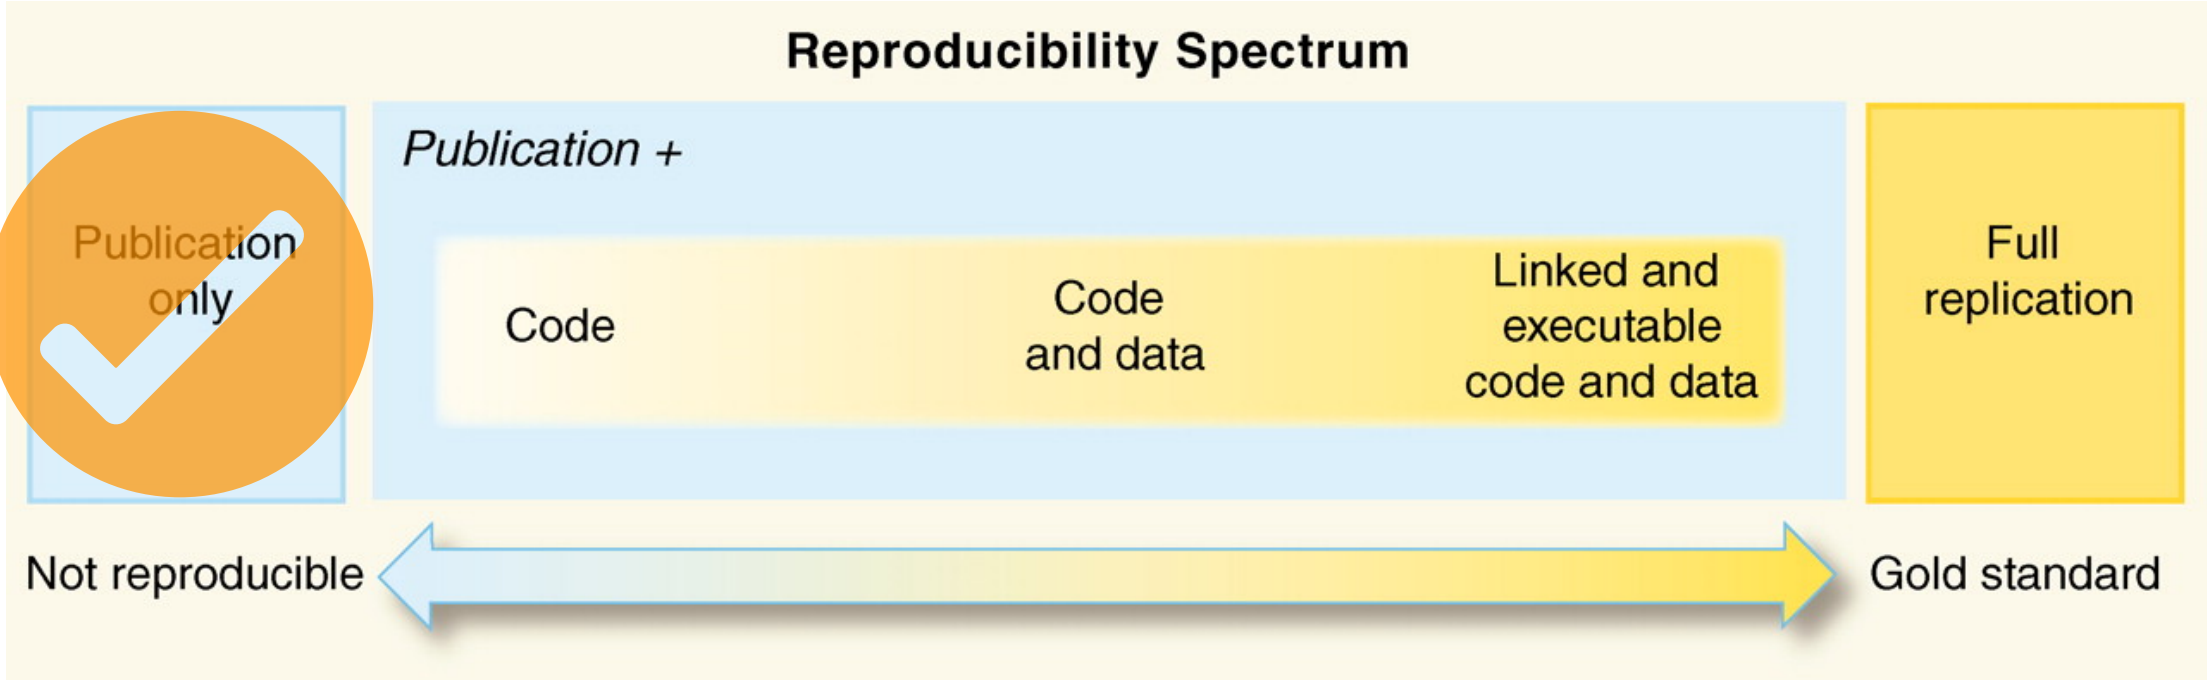 Reproducibility Spectrum
Publication
only
Publication +
Code
Code
and data
Linked and
executable
code and data
Full
replication
Not reproducible
Gold standard